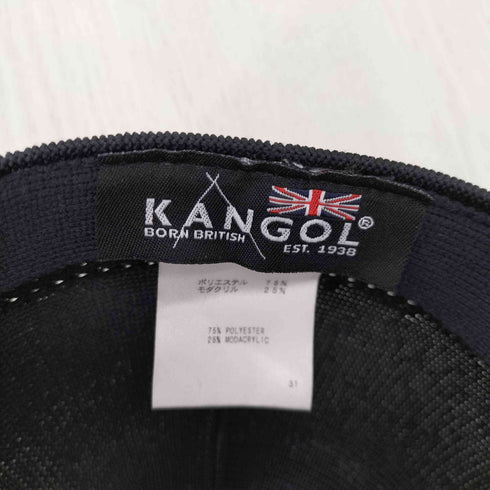 KANGOL®
BORN BRITISH
EST. 1938
ポリエステル 75%
モダクリル 25%
75% POLYESTER
25% MODACRYLIC
31